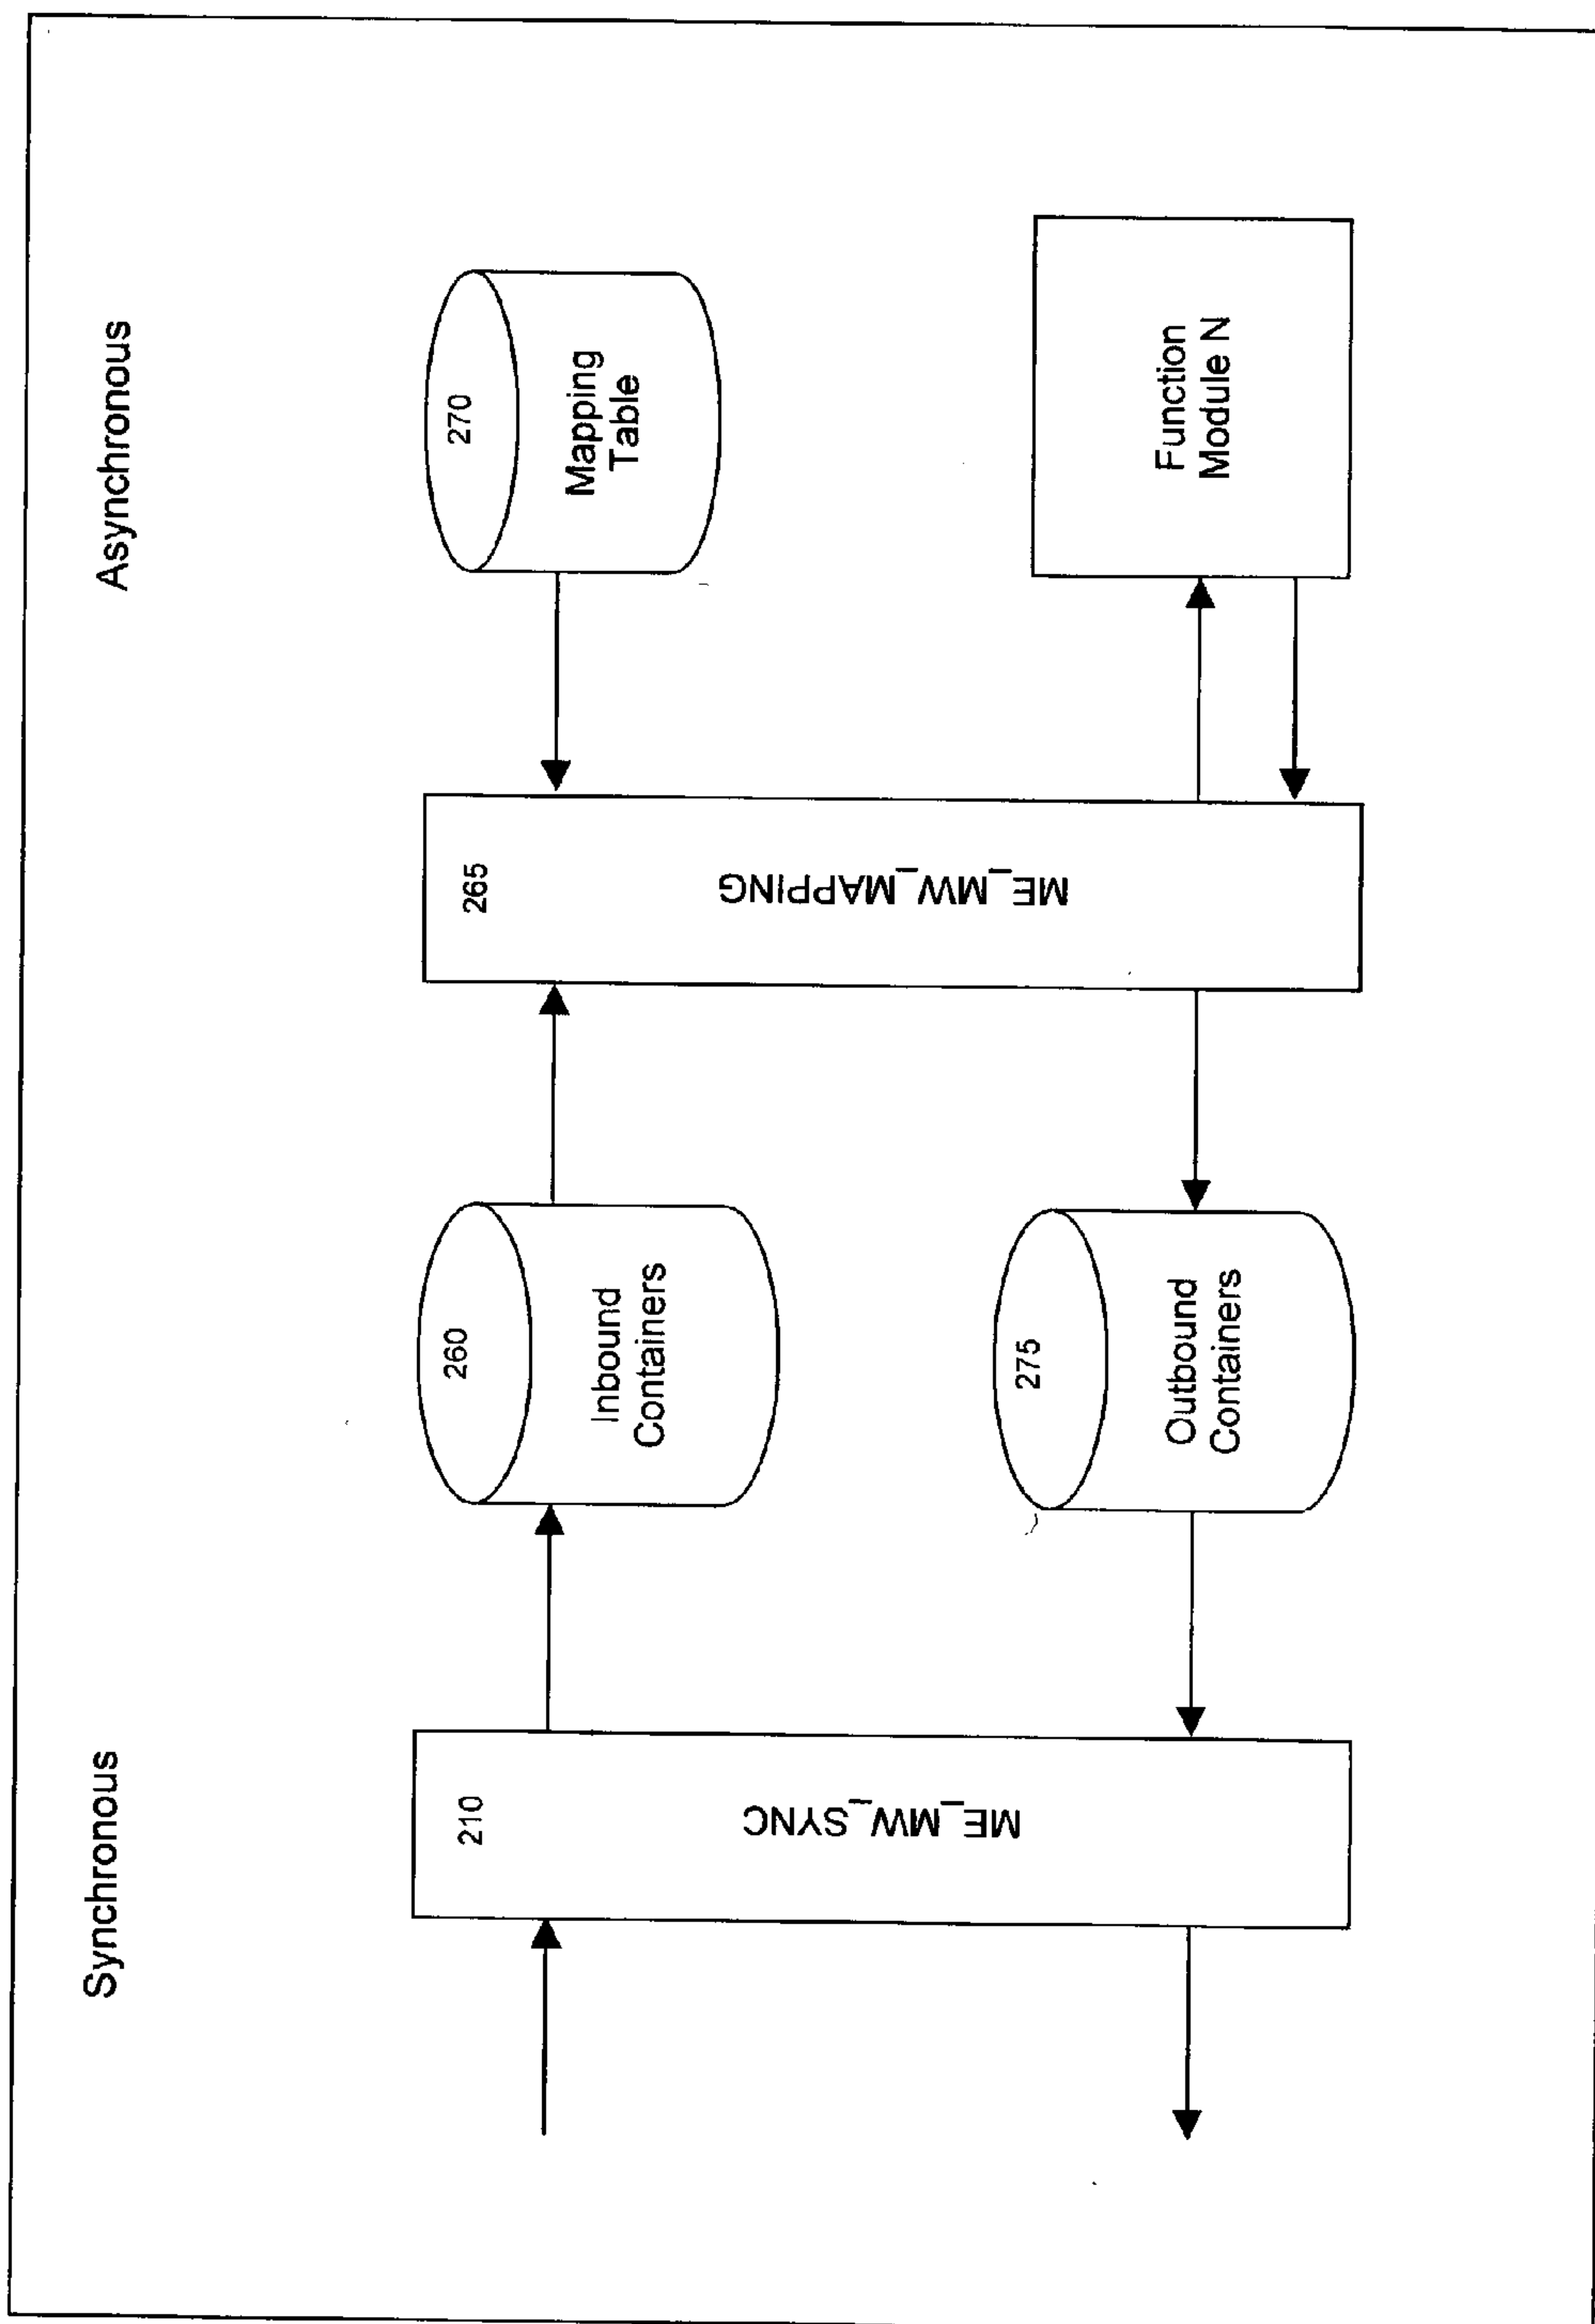 Synchronous
Asynchronous
210
ME_MW_SYNC
260
Inbound
Containers
265
ME_MW_MAPPING
270
Mapping
Table
275
Outbound
Containers
Function
Module N